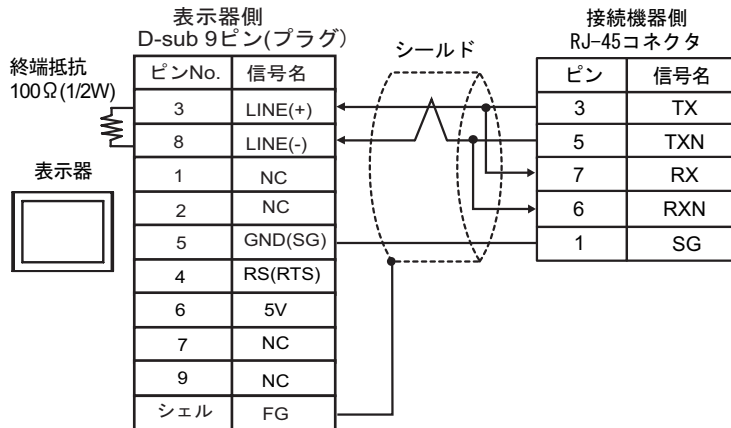 表示器側
D-sub 9ピン(プラグ)
接続機器側
RJ-45コネクタ
シールド
終端抵抗
100Ω(1/2W)
表示器
ピンNo. 信号名
3 LINE(+)
8 LINE(-)
1 NC
2 NC
5 GND(SG)
4 RS(RTS)
6 5V
7 NC
9 NC
シェル FG
ピン 信号名
3 TX
5 TXN
7 RX
6 RXN
1 SG